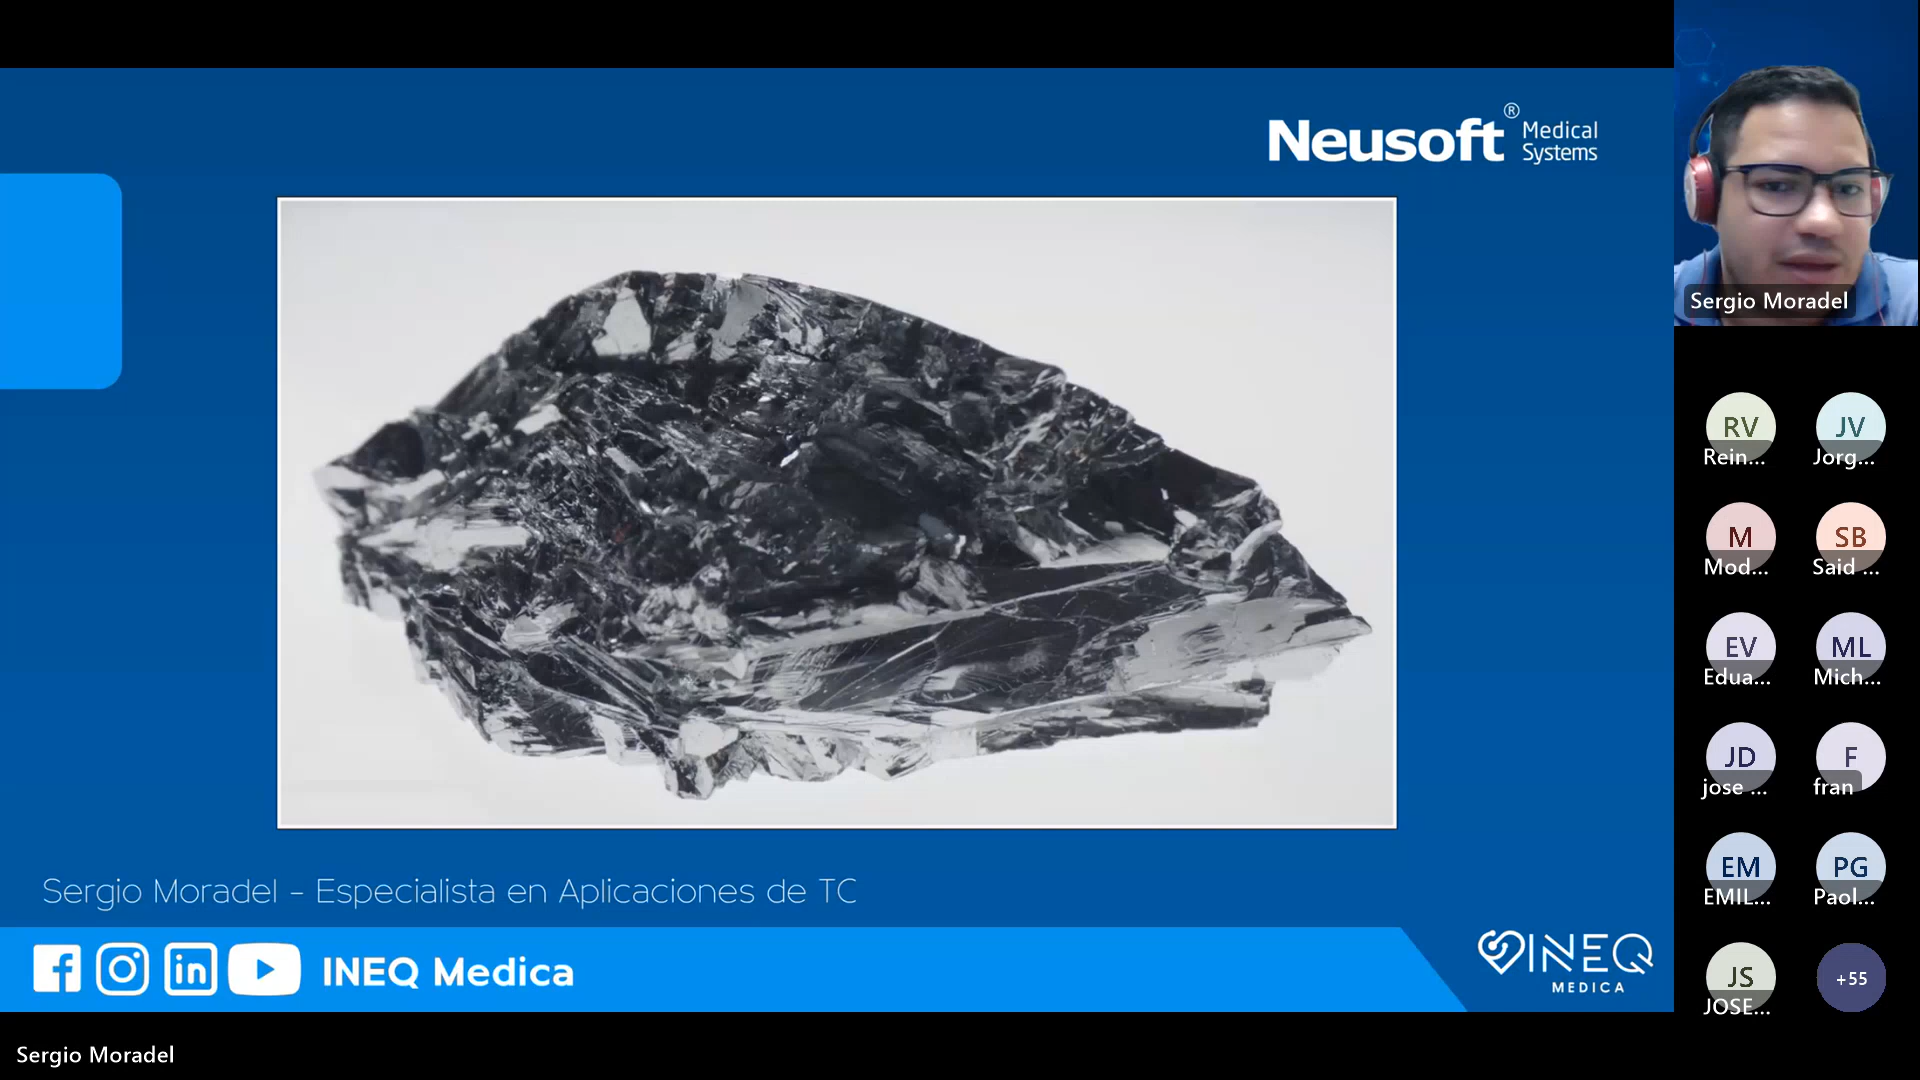 Neusoft® Medical
Systems
Sergio Moradel
RV
Rein...
JV
Jorg...
M
Mod...
SB
Said ...
EV
Edua...
ML
Mich...
JD
jose ...
F
fran
EM
EMIL...
PG
Paol...
JS
JOSE...
+55
Sergio Moradel - Especialista en Aplicaciones de TC
INEQ Medica
INEQ
MEDICA
Sergio Moradel